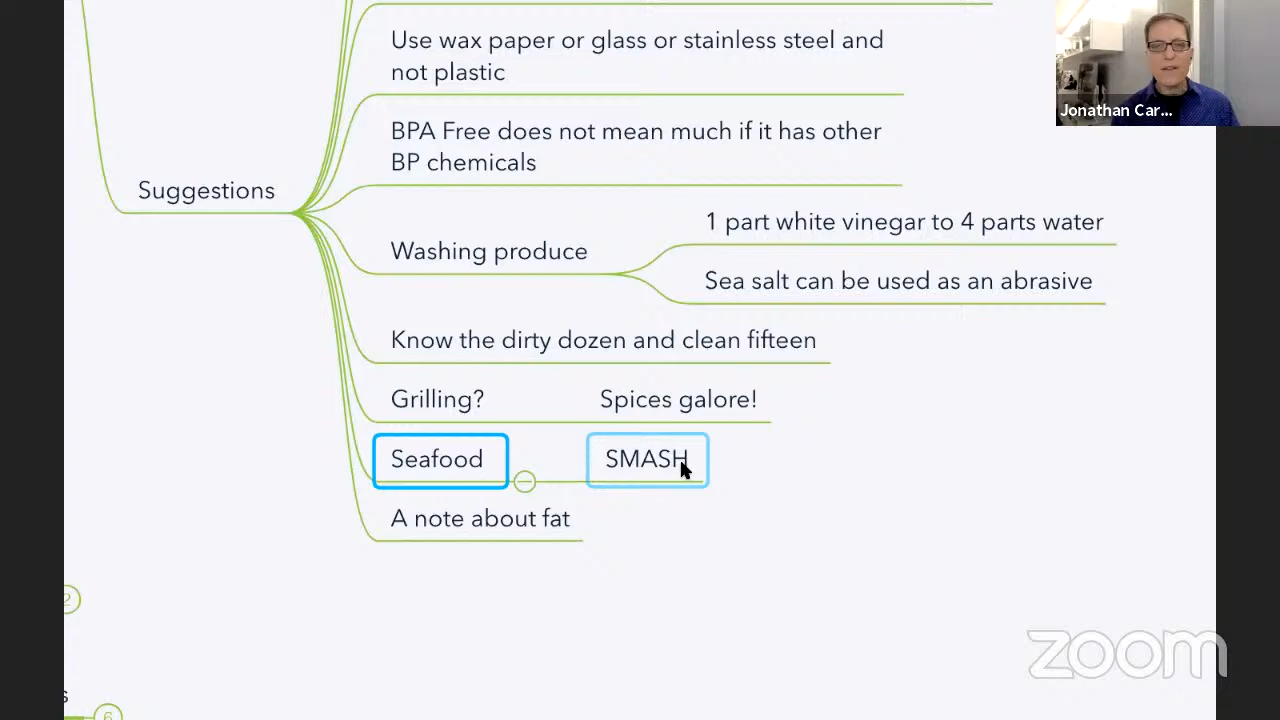 Use wax paper or glass or stainless steel and
not plastic
BPA Free does not mean much if it has other
BP chemicals
Suggestions
Washing produce
1 part white vinegar to 4 parts water
Sea salt can be used as an abrasive
Know the dirty dozen and clean fifteen
Grilling?
Spices galore!
Seafood
SMASH
A note about fat
2
s
6
Jonathan Car...
zoom